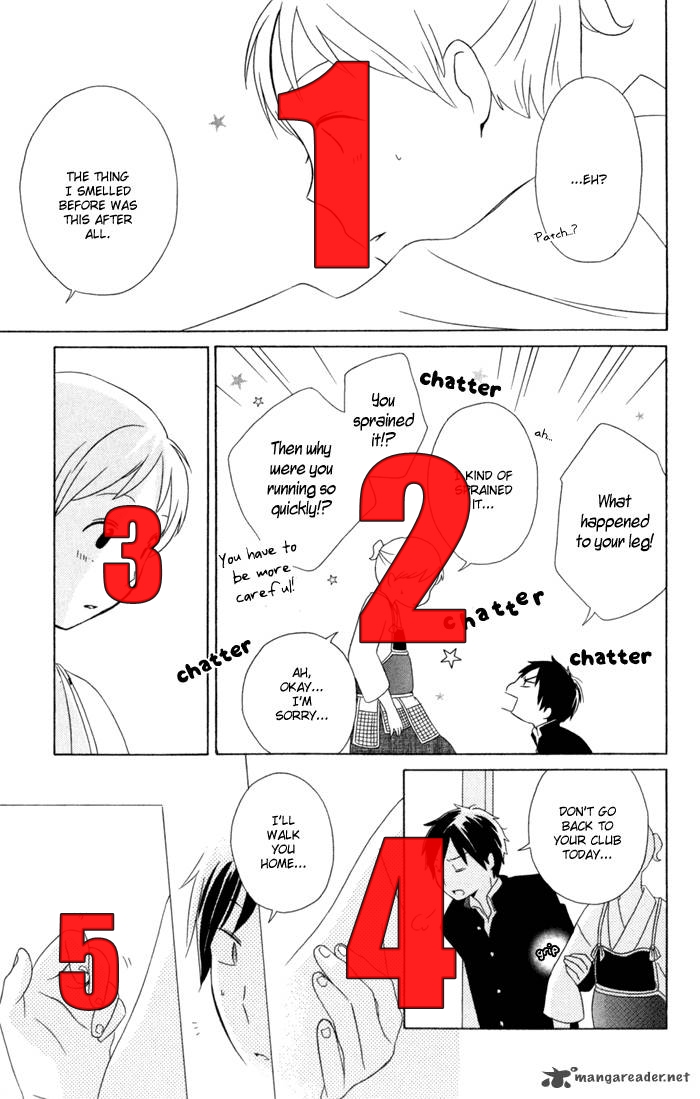 ...EH?
Patch...?
THE THING
I SMELLED
BEFORE WAS
THIS AFTER
ALL.
1
What
happened
to your leg!
ah...
I KIND OF
SPRAINED
IT...
chatter
You
sprained
it!?
Then why
were you
running so
quickly!?
You have to
be more
careful!
2
chatter
chatter
chatter
AH,
OKAY...
I'M
SORRY...
3
DON'T GO
BACK TO
YOUR CLUB
TODAY...
grip
4
I'LL
WALK
YOU
HOME...
5
mangareader.net